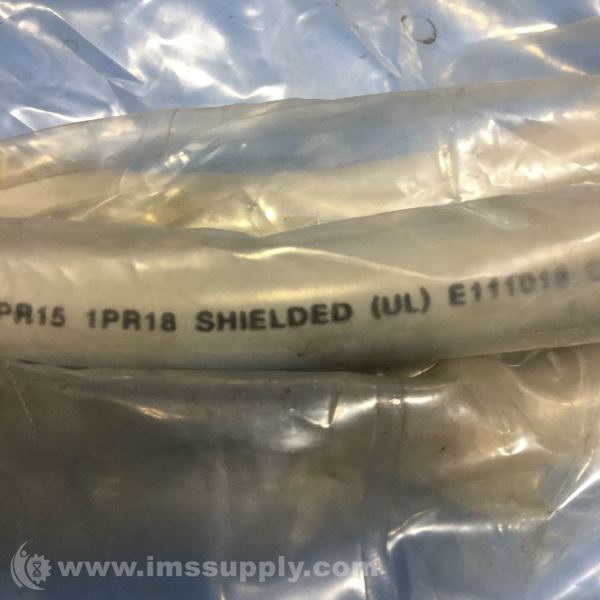 PR15 1PR18 SHIELDED (UL) E111018
www.imssupply.com